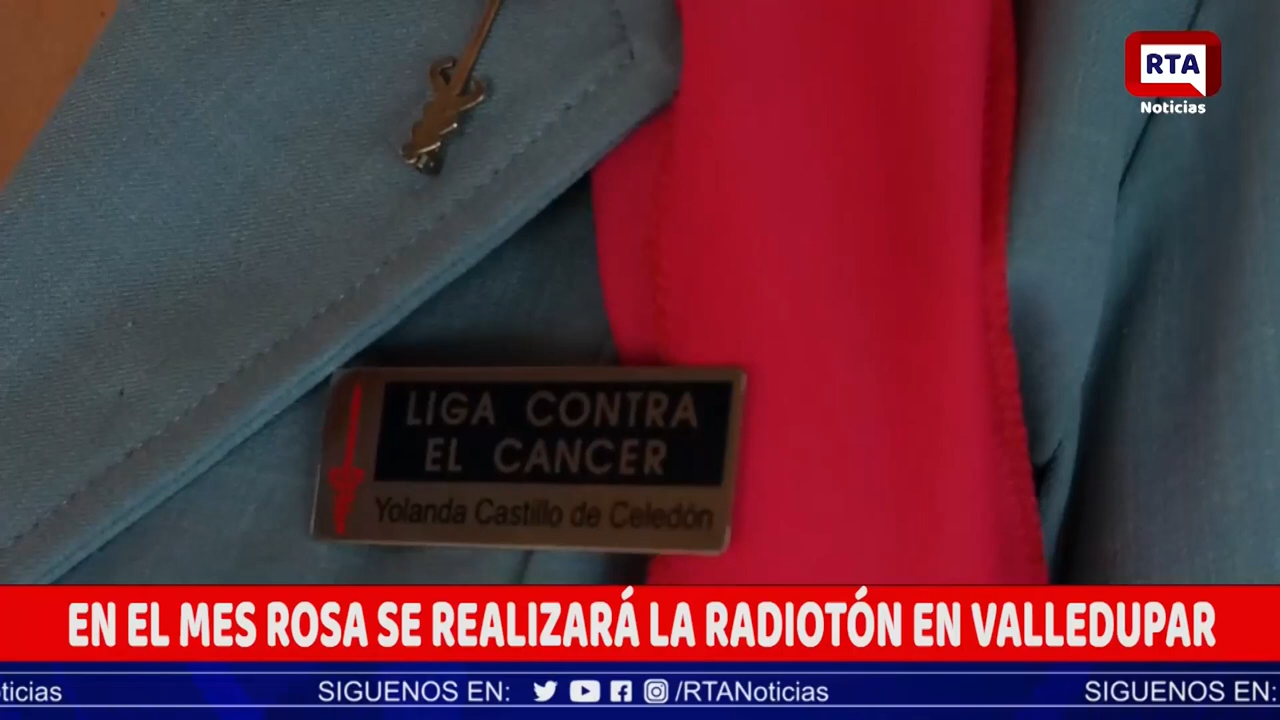 RTA
Noticias
LIGA CONTRA
EL CANCER
Yolanda Castillo de Celedón
EN EL MES ROSA SE REALIZARÁ LA RADIOTÓN EN VALLEDUPAR
ticias SIGUENOS EN: /RTANoticias SIGUENOS EN: